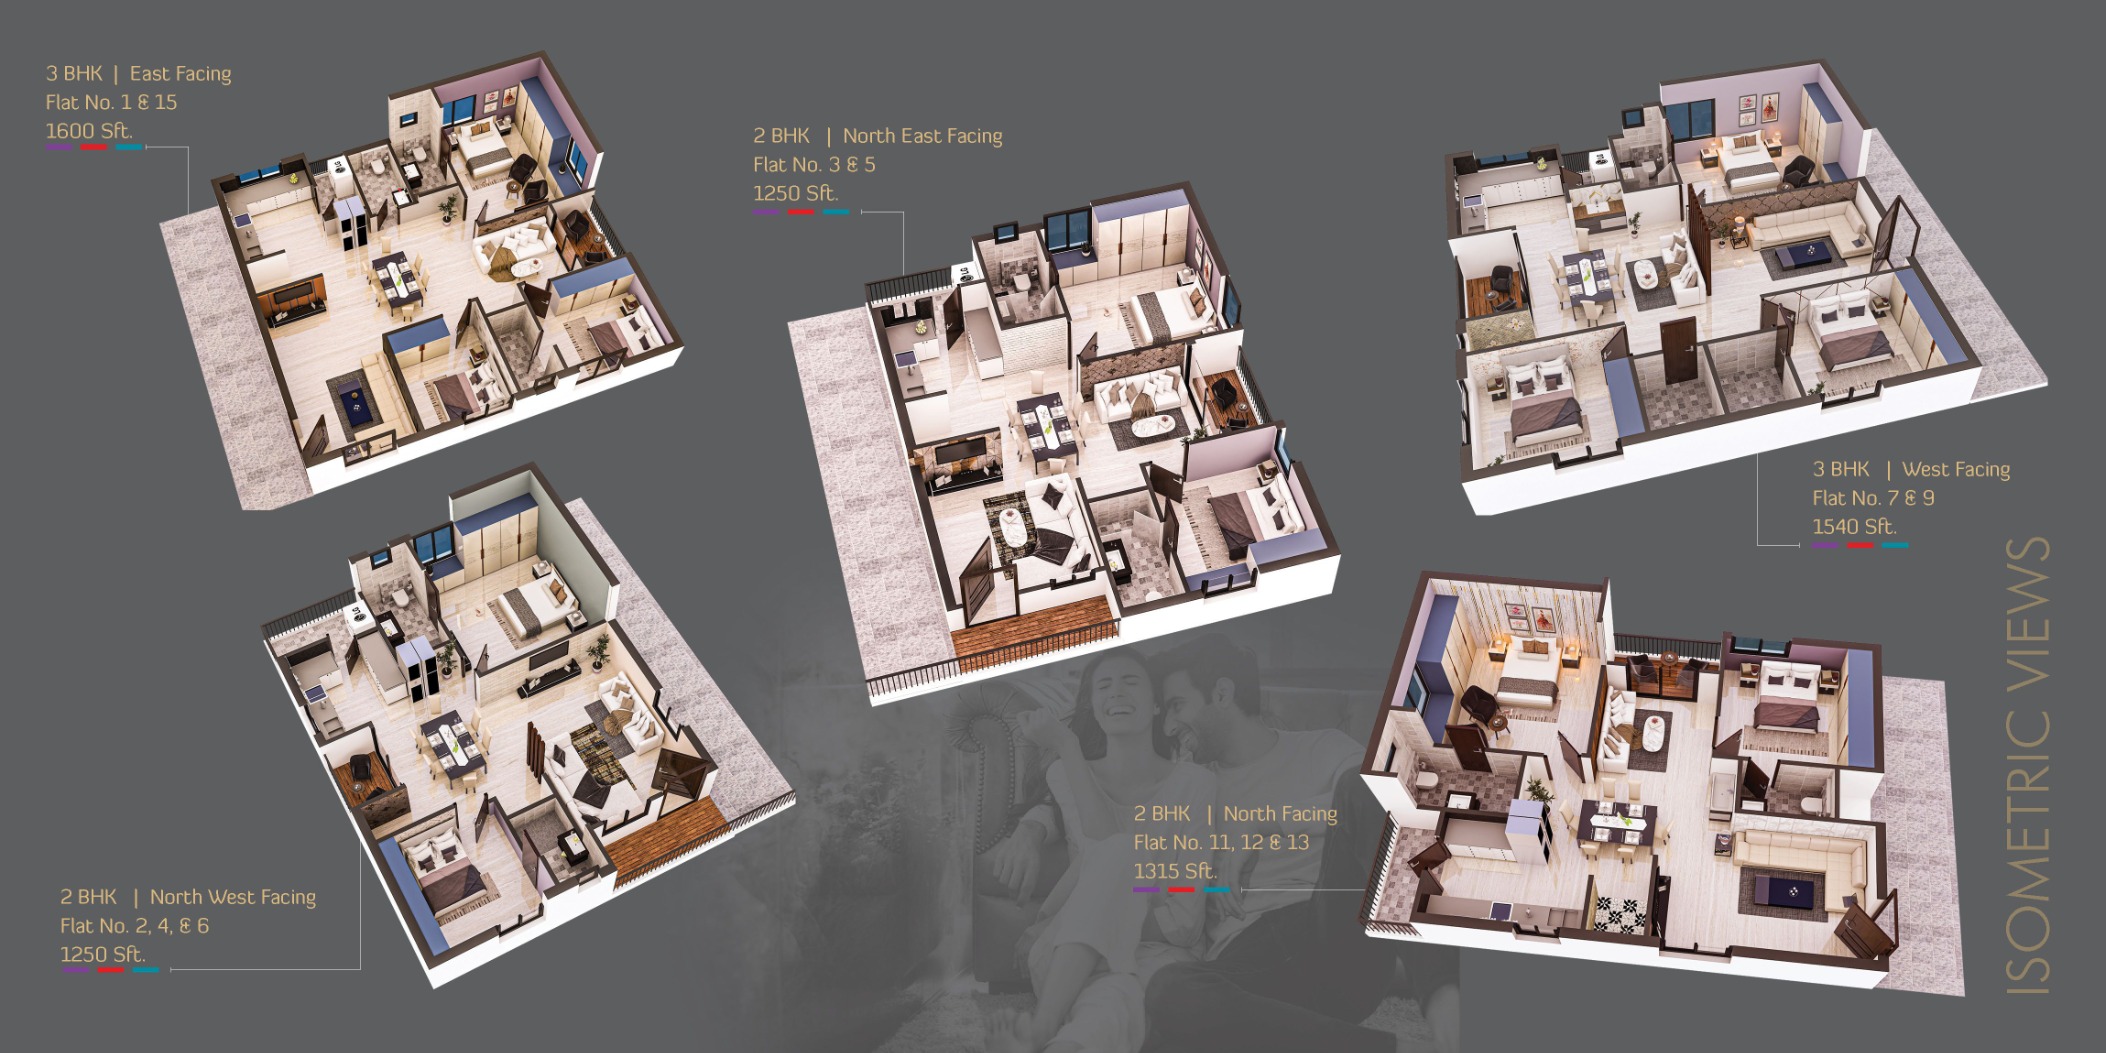 3 BHK | East Facing
Flat No. 1 & 15
1600 Sft.
2 BHK | North East Facing
Flat No. 3 & 5
1250 Sft.
3 BHK | West Facing
Flat No. 7 & 9
1540 Sft.
2 BHK | North West Facing
Flat No. 2, 4, & 6
1250 Sft.
2 BHK | North Facing
Flat No. 11, 12 & 13
1315 Sft.
ISOMETRIC VIEWS